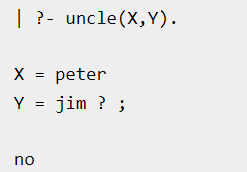 | ?- uncle(X,Y).
X = peter
Y = jim ? ;
no